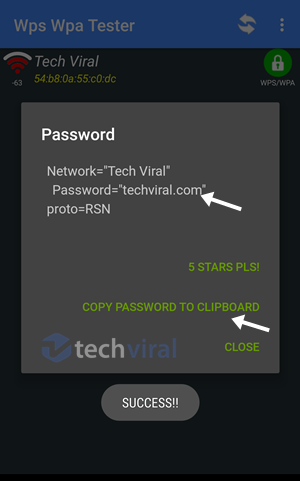 Wps Wpa Tester
Tech Viral
54:b8:0a:55:c0:dc
-63
WPS/WPA
Password
Network="Tech Viral"
Password="techviral.com"
proto=RSN
5 STARS PLS!
COPY PASSWORD TO CLIPBOARD
techviral
CLOSE
SUCCESS!!